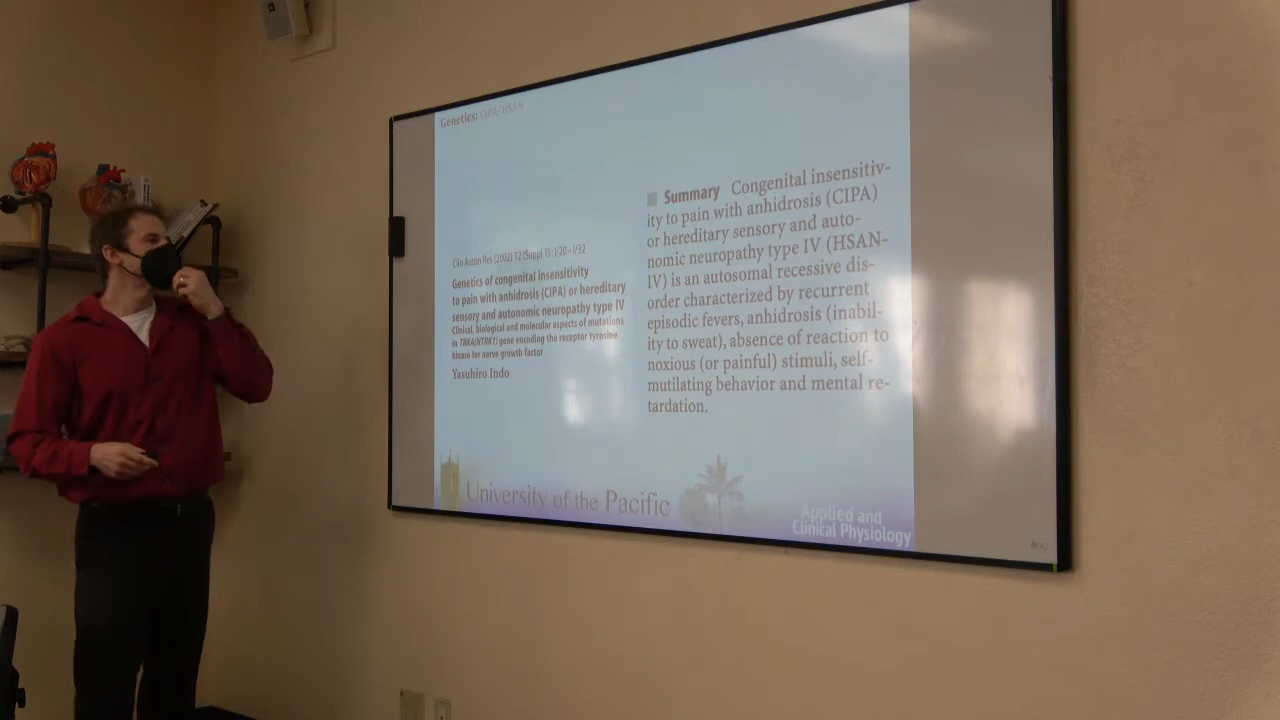 Genetics: CIPA/HSAN
Clin Auton Res (2002) 12 (Suppl 1): I/20–I/32
Genetics of congenital insensitivity
to pain with anhidrosis (CIPA) or hereditary
sensory and autonomic neuropathy type IV
Clinical, biological and molecular aspects of mutations
in TRKA(NTRK1) gene encoding the receptor tyrosine
kinase for nerve growth factor
Yasuhiro Indo
Summary Congenital insensitiv-
ity to pain with anhidrosis (CIPA)
or hereditary sensory and auto-
nomic neuropathy type IV (HSAN-
IV) is an autosomal recessive dis-
order characterized by recurrent
episodic fevers, anhidrosis (inabil-
ity to sweat), absence of reaction to
noxious (or painful) stimuli, self-
mutilating behavior and mental re-
tardation.
University of the Pacific
Applied and
Clinical Physiology